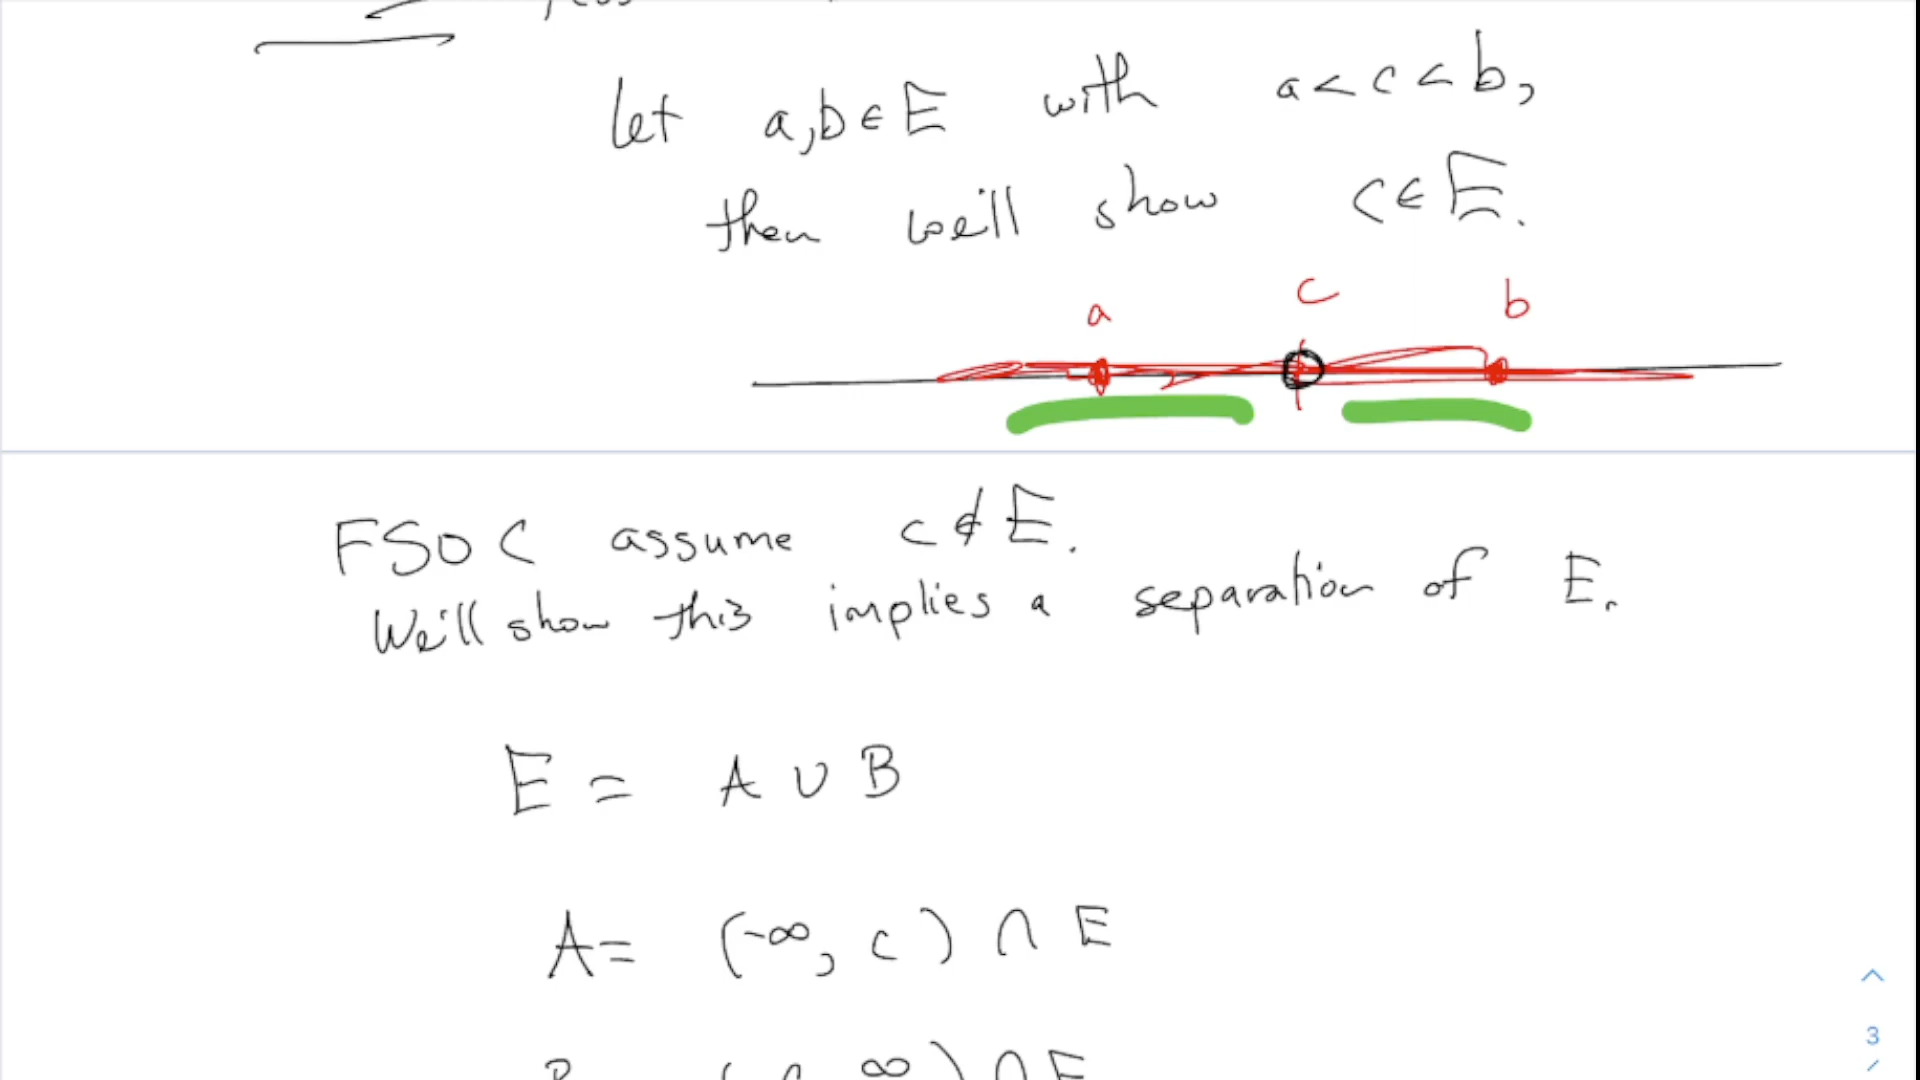 let a,b ∈ E with a < c < b,
then we'll show c ∈ E.
a c b
FSOC assume c ∉ E.
We'll show this implies a separation of E.
E = A ∪ B
A = (-∞, c) ∩ E
∞) ∩ E
3